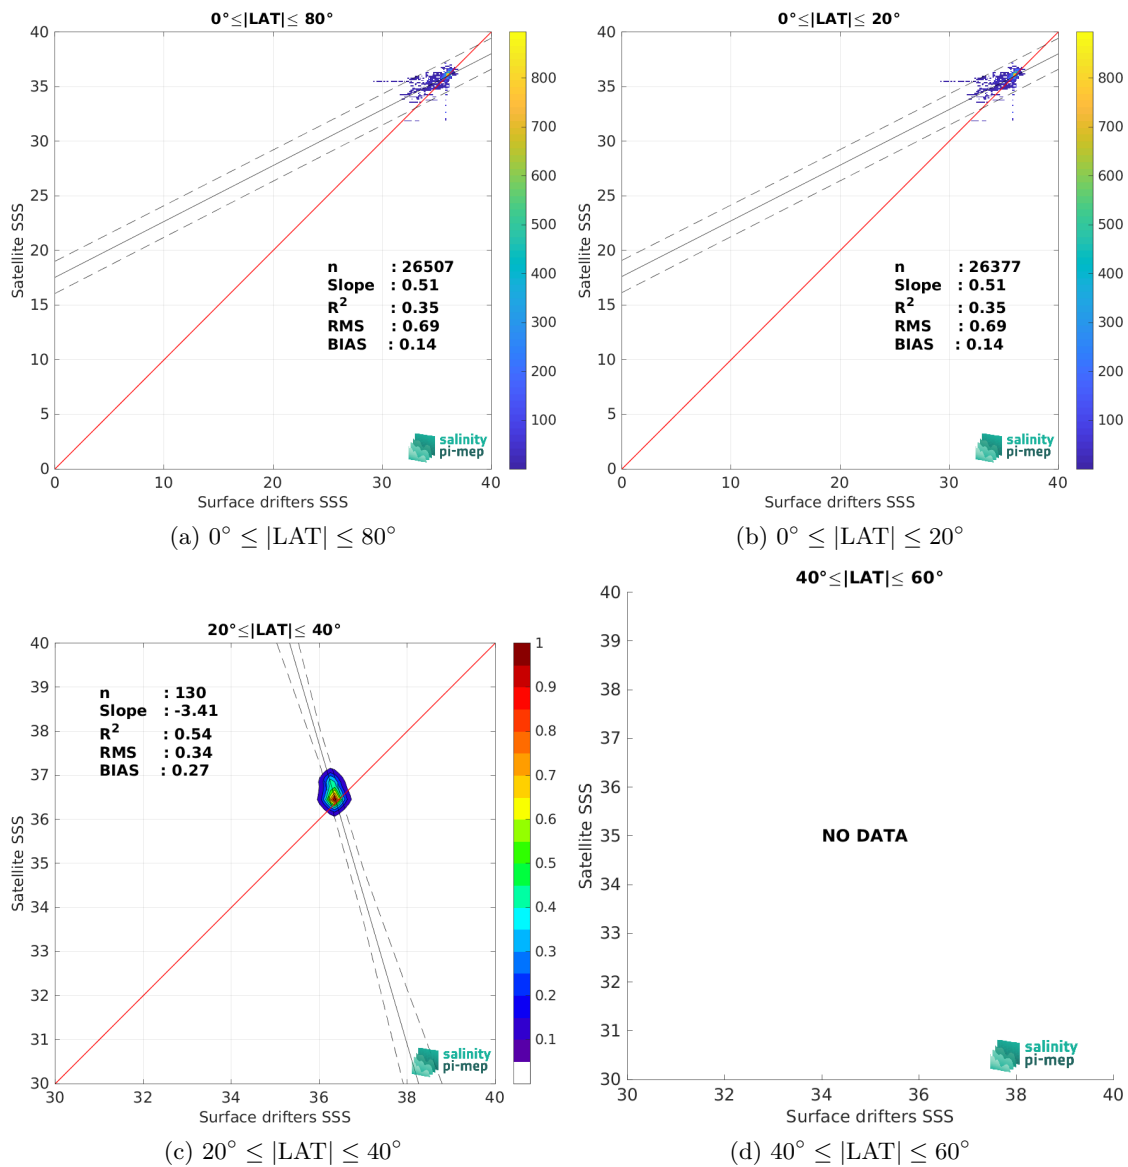 0°≤|LAT|≤ 80°
40
35
30
25
20
15
10
5
0
0
10
20
30
40
Satellite SSS
Surface drifters SSS
n : 26507
Slope : 0.51
R² : 0.35
RMS : 0.69
BIAS : 0.14
salinity
pi-mep
800
700
600
500
400
300
200
100
(a) 0° ≤ |LAT| ≤ 80°
0°≤|LAT|≤ 20°
40
35
30
25
20
15
10
5
0
0
10
20
30
40
Satellite SSS
Surface drifters SSS
n : 26377
Slope : 0.51
R² : 0.35
RMS : 0.69
BIAS : 0.14
salinity
pi-mep
800
700
600
500
400
300
200
100
(b) 0° ≤ |LAT| ≤ 20°
20°≤|LAT|≤ 40°
40
39
38
37
36
35
34
33
32
31
30
30
32
34
36
38
40
Satellite SSS
Surface drifters SSS
n : 130
Slope : -3.41
R² : 0.54
RMS : 0.34
BIAS : 0.27
salinity
pi-mep
1
0.9
0.8
0.7
0.6
0.5
0.4
0.3
0.2
0.1
(c) 20° ≤ |LAT| ≤ 40°
40°≤|LAT|≤ 60°
40
39
38
37
36
35
34
33
32
31
30
30
32
34
36
38
40
Satellite SSS
Surface drifters SSS
NO DATA
salinity
pi-mep
(d) 40° ≤ |LAT| ≤ 60°